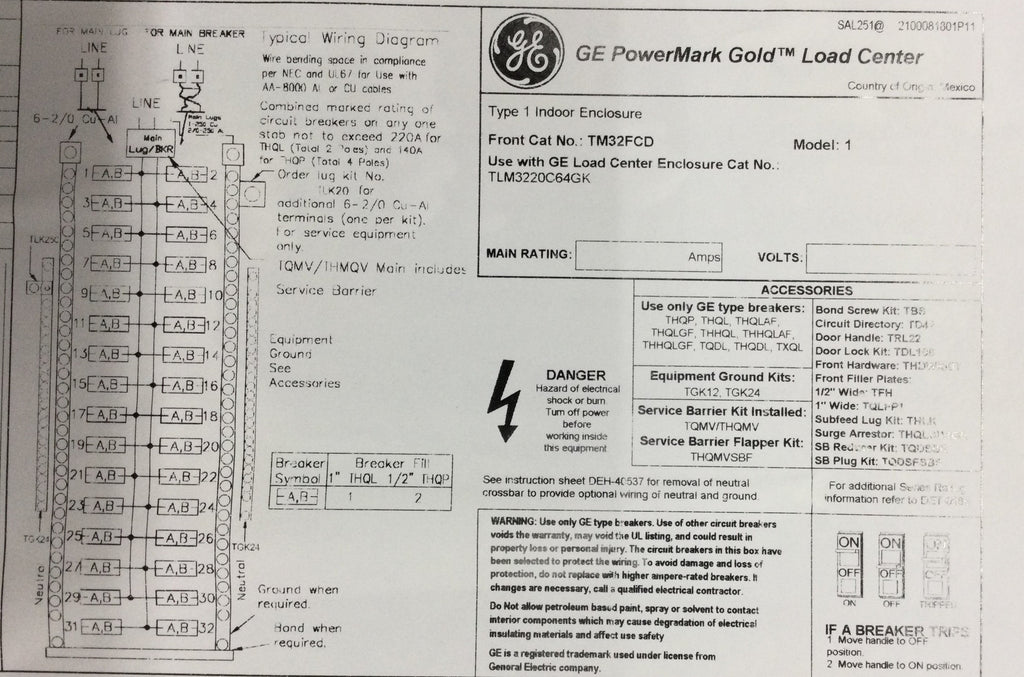 FOR MAIN LUG
FOR MAIN BREAKER
LINE
LINE
LINE
6-2/0 Cu-Al
Main Lugs
Main
Lug/BKR
1 A,B A,B 2
3 A,B A,B 4
5 A,B A,B 6
7 A,B A,B 8
9 A,B A,B 10
11 A,B A,B 12
13 A,B A,B 14
15 A,B A,B 16
17 A,B A,B 18
19 A,B A,B 20
21 A,B A,B 22
23 A,B A,B 24
25 A,B A,B 26
27 A,B A,B 28
29 A,B A,B 30
31 A,B A,B 32
TGK24
Neutral
TGK24
Neutral
Typical Wiring Diagram
Wire bending space in compliance
per NEC and UL67 for Use with
AA-8000 Al or CU cables
Combined marked rating of
circuit breakers on any one
stab not to exceed 220A for
THQL (Total 2 Poles) and 140A
for THQP (Total 4 Poles)
Order lug kit No.
TLK20 for
additional 6-2/0 Cu-Al
terminals (one per kit).
For service equipment
only.
TQMV/THMQV Main includes
Service Barrier
Equipment
Ground
See
Accessories
Breaker Symbol
Breaker Fill
1" THQL 1/2" THQP
A,B 1 2
Ground when
required.
Bond when
required.
GE
SAL251@ 2100081801P11
GE PowerMark Gold™ Load Center
Country of Origin: Mexico
Type 1 Indoor Enclosure
Front Cat No.: TM32FCD
Model: 1
Use with GE Load Center Enclosure Cat No.:
TLM3220C64GK
MAIN RATING: Amps VOLTS:
ACCESSORIES
Use only GE type breakers:
THQP, THQL, THQLAF,
THQLGF, THHQL, THHQLAF,
THHQLGF, TQDL, THQDL, TXQL
Equipment Ground Kits:
TGK12, TGK24
Service Barrier Kit Installed:
TQMV/THQMV
Service Barrier Flapper Kit:
THQMVSBF
Bond Screw Kit:
Circuit Directory:
Door Handle: TRL22
Door Lock Kit:
Front Hardware:
Front Filler Plates:
1/2" Wide: TFH
1" Wide:
Subfeed Lug Kit:
Surge Arrestor:
SB Reducer Kit:
SB Plug Kit:
DANGER
Hazard of electrical
shock or burn
Turn off power
before
working inside
this equipment
See instruction sheet DEH-40537 for removal of neutral
crossbar to provide optional wiring of neutral and ground.
For additional Series Rating
information refer to
WARNING: Use only GE type breakers. Use of other circuit breakers
voids the warranty, may void the UL listing, and could result in
property loss or personal injury. The circuit breakers in this box have
been selected to protect the wiring. To avoid damage and loss of
protection, do not replace with higher ampere-rated breakers. If
changes are necessary, call a qualified electrical contractor.
Do Not allow petroleum based paint, spray or solvent to contact
interior components which may cause degradation of electrical
insulating materials and affect use safety
GE is a registered trademark used under license from
General Electric company.
ON ON ON
OFF OFF OFF
ON OFF TRIPPED
IF A BREAKER TRIPS
1 Move handle to OFF
position.
2 Move handle to ON position.